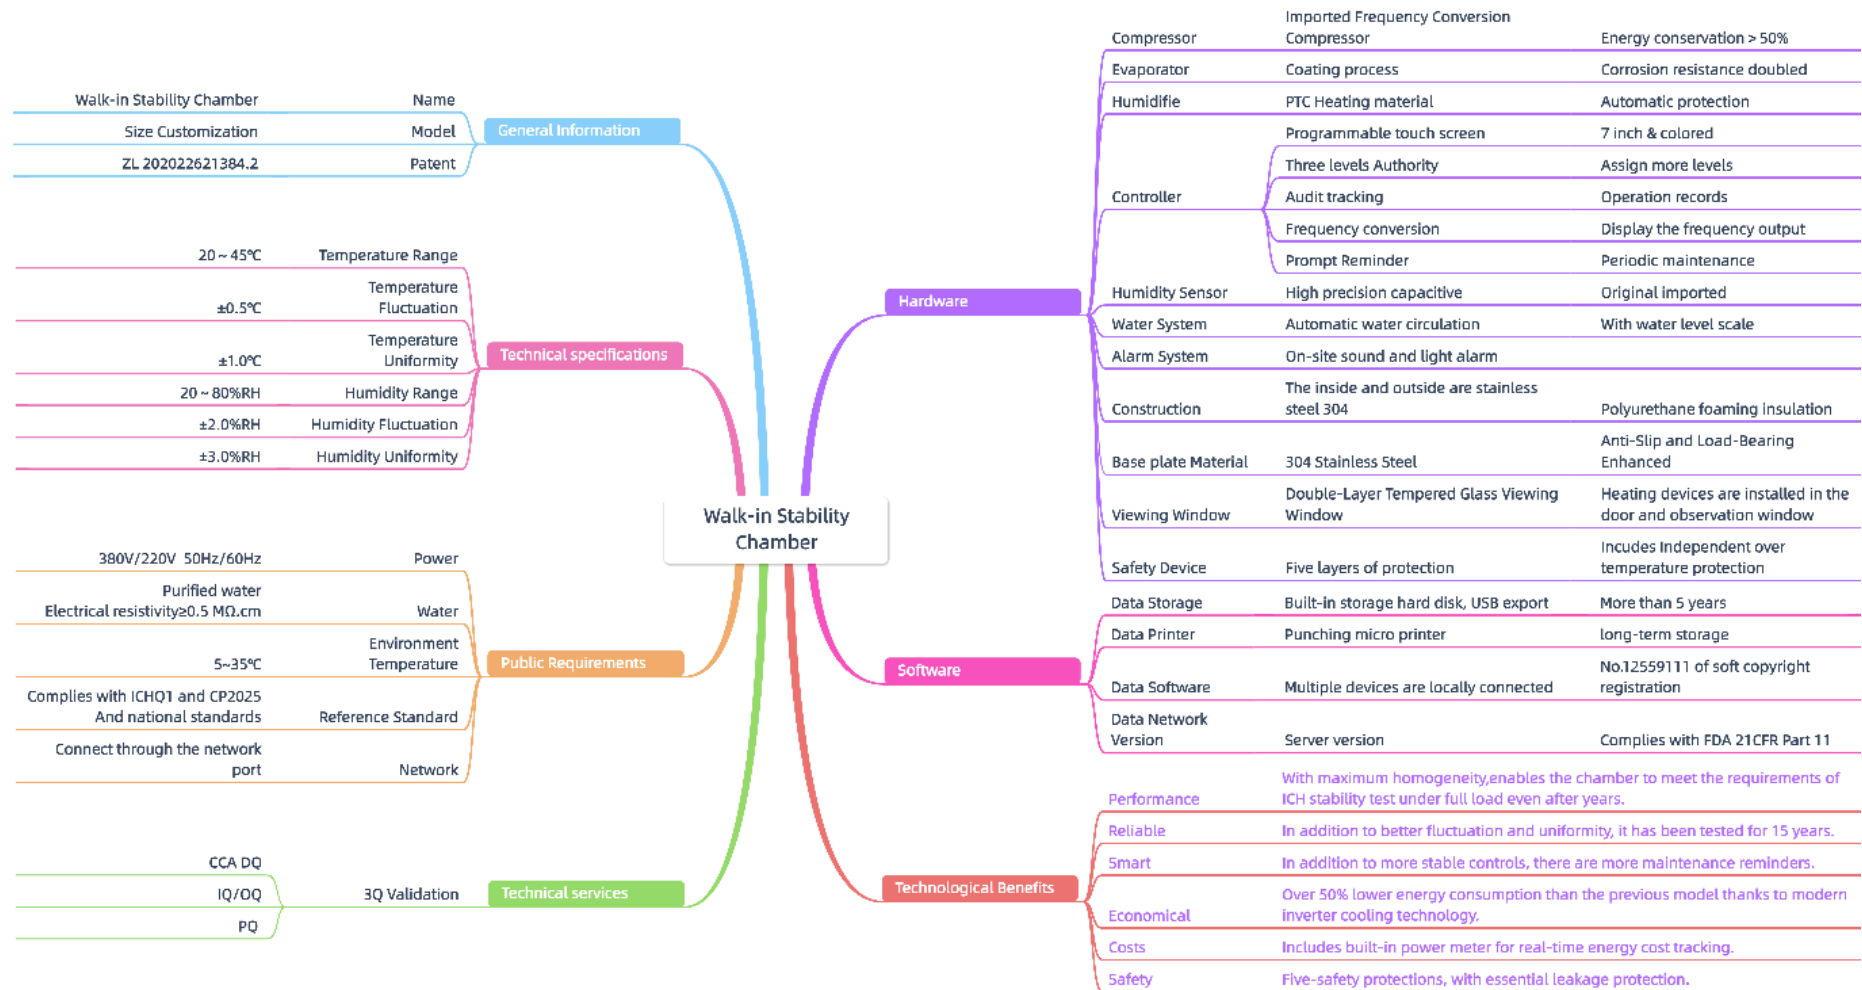 Walk-in Stability
Chamber
General Information
Name
Walk-in Stability Chamber
Model
Size Customization
Patent
ZL 202022621384.2
Technical specifications
Temperature Range
20 ~ 45℃
Temperature
Fluctuation
±0.5℃
Temperature
Uniformity
±1.0℃
Humidity Range
20 ~ 80%RH
Humidity Fluctuation
±2.0%RH
Humidity Uniformity
±3.0%RH
Public Requirements
Power
380V/220V 50Hz/60Hz
Water
Purified water
Electrical resistivity≥0.5 MΩ.cm
Environment
Temperature
5~35℃
Reference Standard
Complies with ICHQ1 and CP2025
And national standards
Network
Connect through the network
port
Technical services
3Q Validation
CCA DQ
IQ/OQ
PQ
Hardware
Compressor
Imported Frequency Conversion
Compressor
Energy conservation > 50%
Evaporator
Coating process
Corrosion resistance doubled
Humidifie
PTC Heating material
Automatic protection
Controller
Programmable touch screen
7 inch & colored
Three levels Authority
Assign more levels
Audit tracking
Operation records
Frequency conversion
Display the frequency output
Prompt Reminder
Periodic maintenance
Humidity Sensor
High precision capacitive
Original imported
Water System
Automatic water circulation
With water level scale
Alarm System
On-site sound and light alarm
Construction
The inside and outside are stainless
steel 304
Polyurethane foaming insulation
Base plate Material
304 Stainless Steel
Anti-Slip and Load-Bearing
Enhanced
Viewing Window
Double-Layer Tempered Glass Viewing
Window
Heating devices are installed in the
door and observation window
Safety Device
Five layers of protection
Incudes Independent over
temperature protection
Software
Data Storage
Built-in storage hard disk, USB export
More than 5 years
Data Printer
Punching micro printer
long-term storage
Data Software
Multiple devices are locally connected
No.12559111 of soft copyright
registration
Data Network
Version
Server version
Complies with FDA 21CFR Part 11
Technological Benefits
Performance
With maximum homogeneity,enables the chamber to meet the requirements of
ICH stability test under full load even after years.
Reliable
In addition to better fluctuation and uniformity, it has been tested for 15 years.
Smart
In addition to more stable controls, there are more maintenance reminders.
Economical
Over 50% lower energy consumption than the previous model thanks to modern
inverter cooling technology.
Costs
Includes built-in power meter for real-time energy cost tracking.
Safety
Five-safety protections, with essential leakage protection.